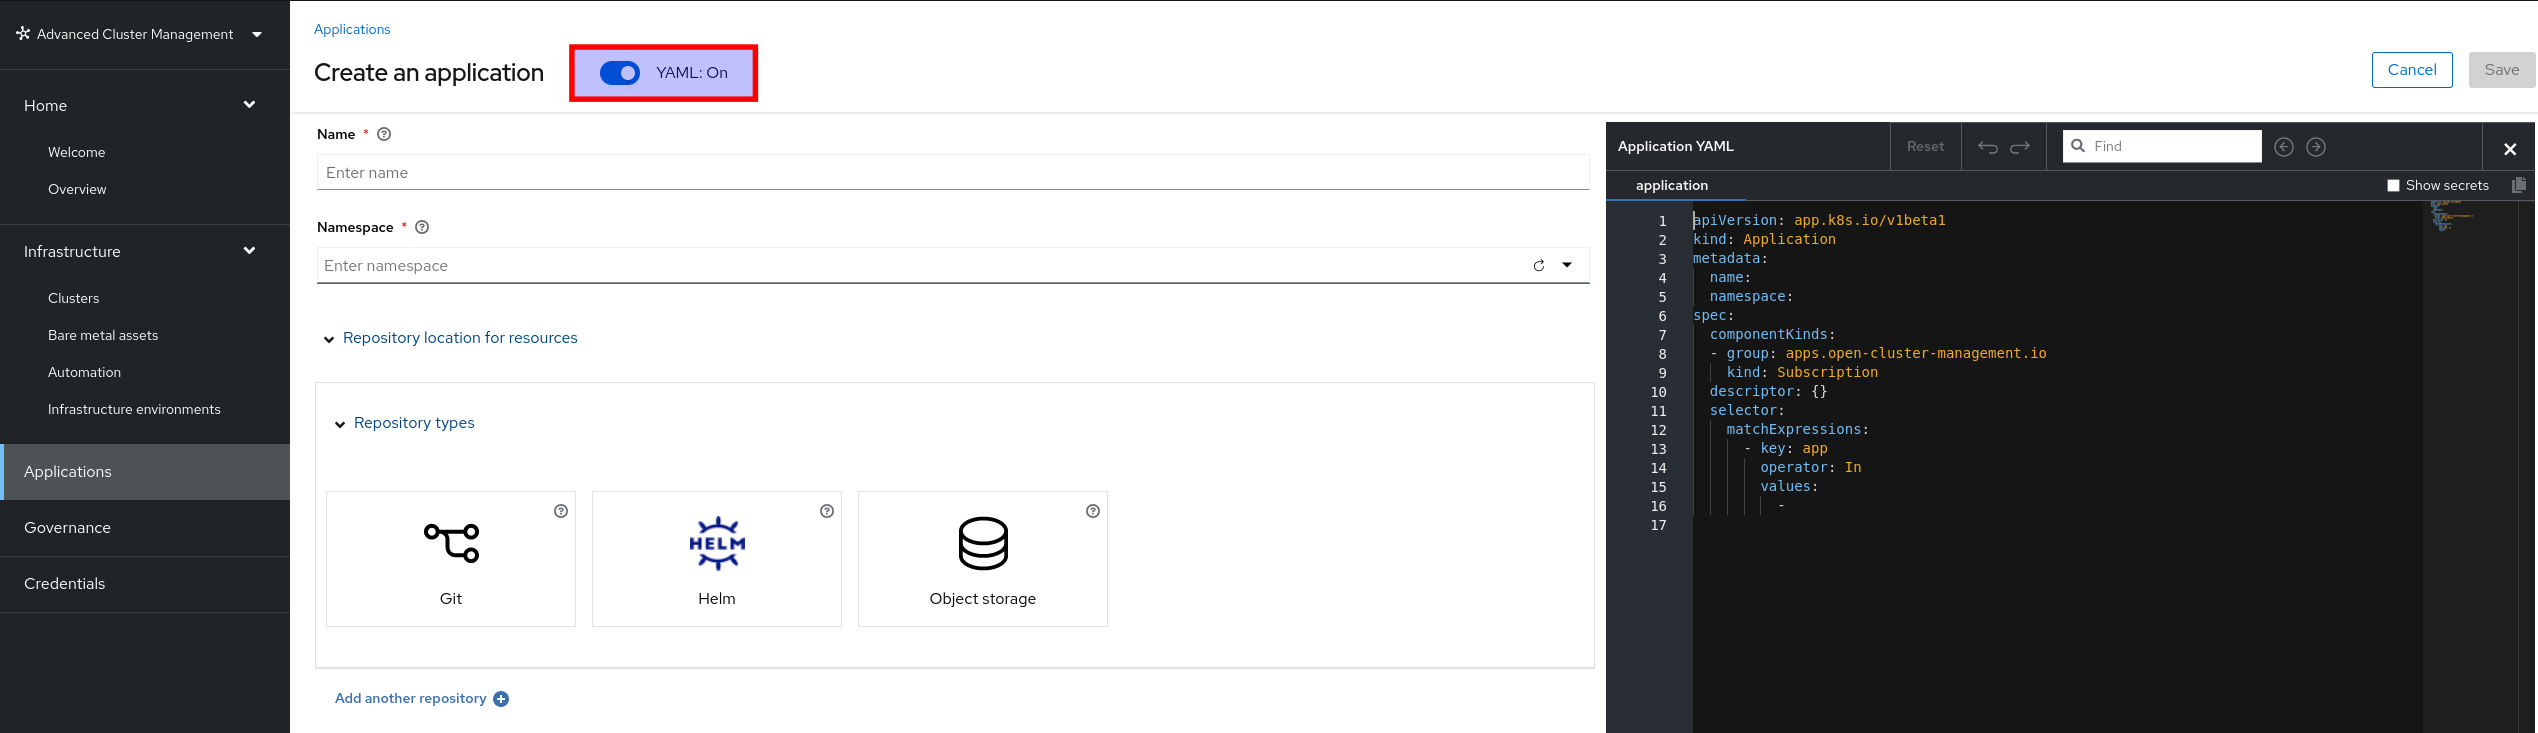 Advanced Cluster Management
Home
Welcome
Overview
Infrastructure
Clusters
Bare metal assets
Automation
Infrastructure environments
Applications
Governance
Credentials
Applications
Create an application
YAML: On
Cancel
Save
Name *
Enter name
Namespace *
Enter namespace
Repository location for resources
Repository types
Git
HELM
Helm
Object storage
Add another repository
Application YAML
Reset
Find
application
Show secrets
1 apiVersion: app.k8s.io/v1beta1
2 kind: Application
3 metadata:
4 name:
5 namespace:
6 spec:
7 componentKinds:
8 - group: apps.open-cluster-management.io
9 kind: Subscription
10 descriptor: {}
11 selector:
12 matchExpressions:
13 - key: app
14 operator: In
15 values:
16 -
17